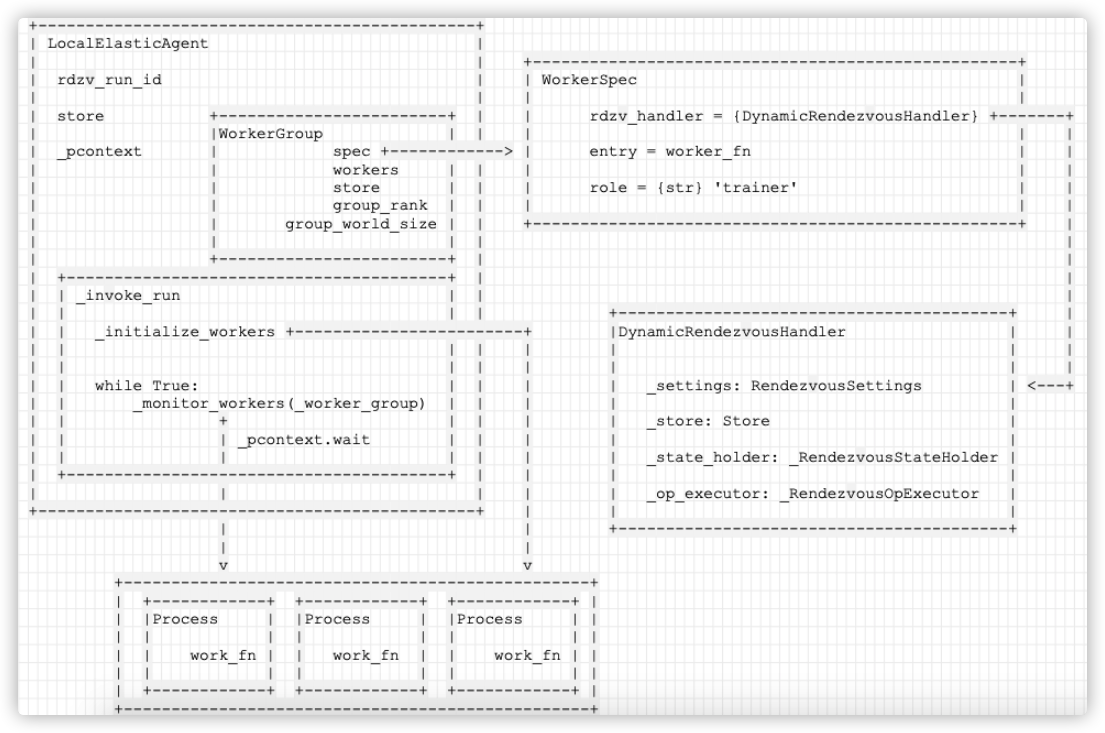 LocalElasticAgent
rdzv_run_id
store
_pcontext
WorkerGroup
spec
workers
store
group_rank
group_world_size
_invoke_run
_initialize_workers
while True:
_monitor_workers(_worker_group)
_pcontext.wait
WorkerSpec
rdzv_handler = {DynamicRendezvousHandler}
entry = worker_fn
role = {str} 'trainer'
DynamicRendezvousHandler
_settings: RendezvousSettings
_store: Store
_state_holder: _RendezvousStateHolder
_op_executor: _RendezvousOpExecutor
Process
work_fn
Process
work_fn
Process
work_fn